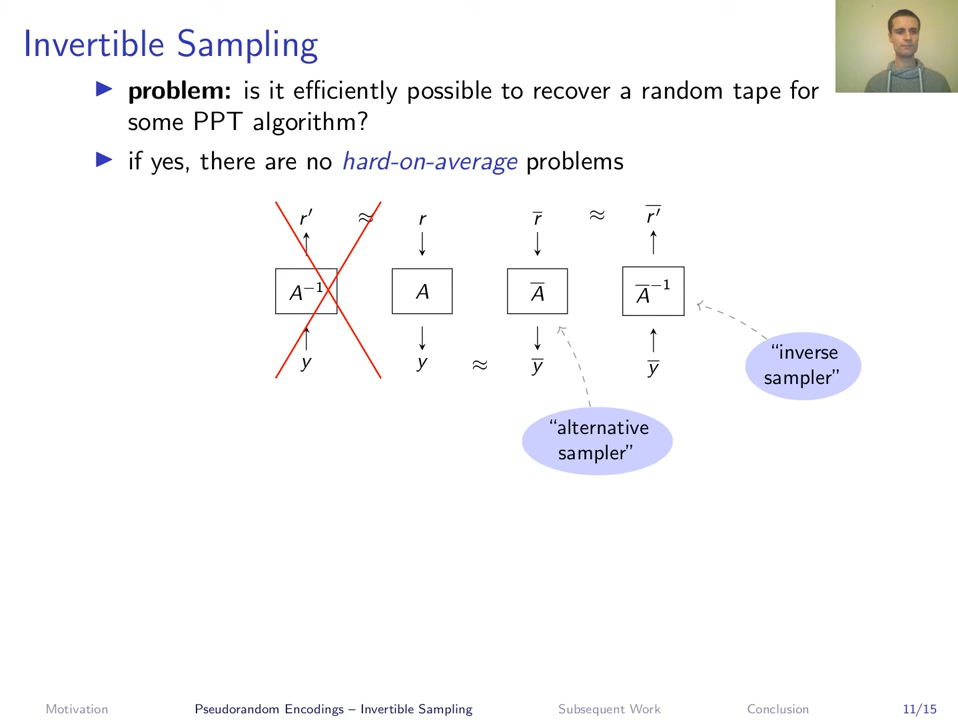 Invertible Sampling
▶ problem: is it efficiently possible to recover a random tape for
some PPT algorithm?
▶ if yes, there are no hard-on-average problems
r′ ≈ r r̅ ≈ r̅′̅
A⁻¹ A A̅ A̅⁻¹
y y ≈ y̅ y̅
“inverse
sampler”
“alternative
sampler”
Motivation Pseudorandom Encodings – Invertible Sampling Subsequent Work Conclusion 11/15